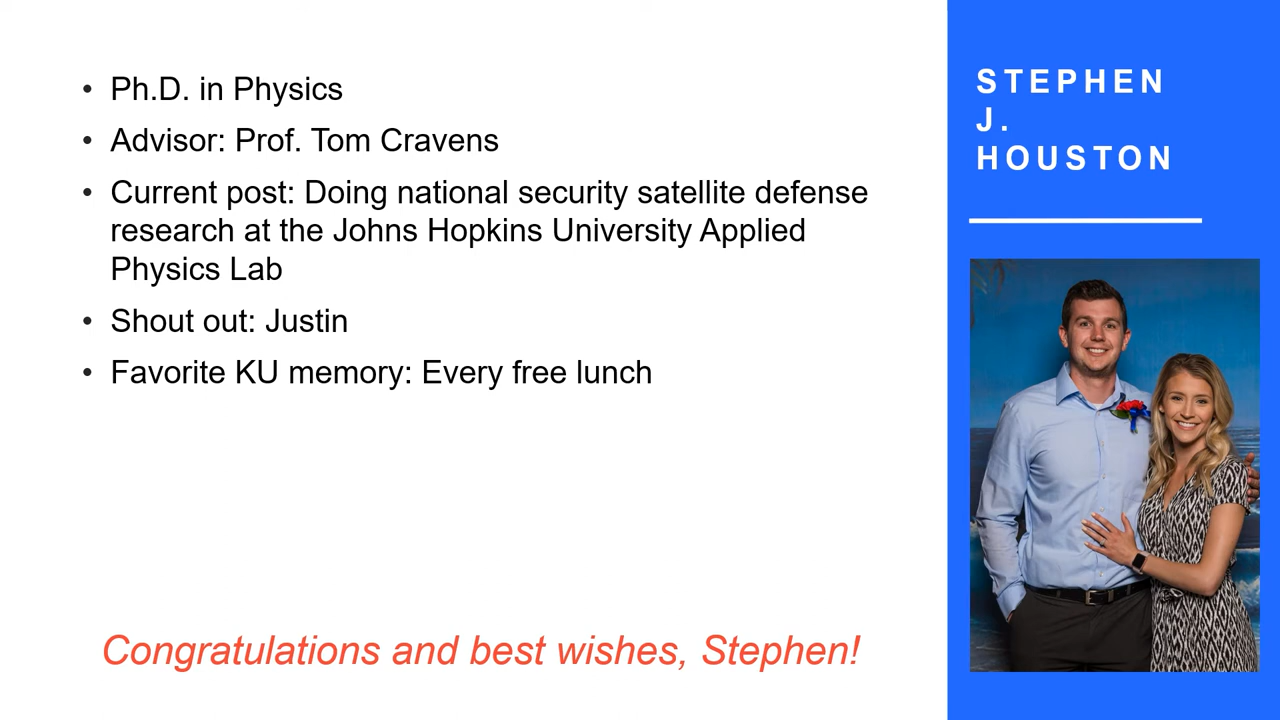 • Ph.D. in Physics
• Advisor: Prof. Tom Cravens
• Current post: Doing national security satellite defense
research at the Johns Hopkins University Applied
Physics Lab
• Shout out: Justin
• Favorite KU memory: Every free lunch
Congratulations and best wishes, Stephen!
STEPHEN
J.
HOUSTON